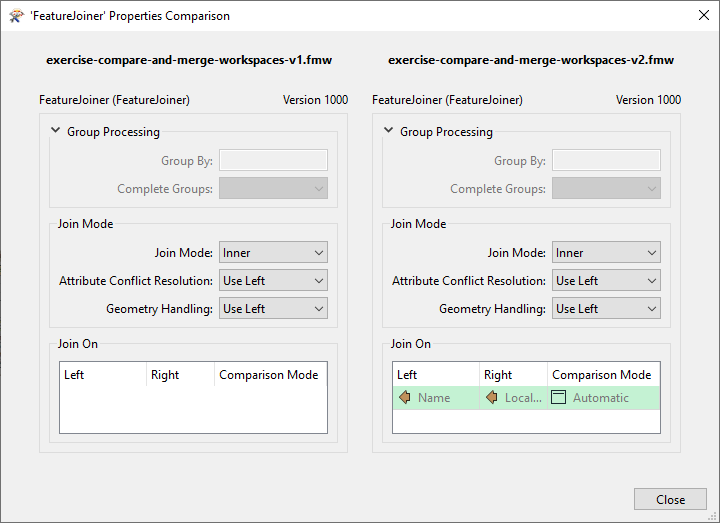 'FeatureJoiner' Properties Comparison
exercise-compare-and-merge-workspaces-v1.fmw
FeatureJoiner (FeatureJoiner) Version 1000
Group Processing
Group By:
Complete Groups:
Join Mode
Join Mode: Inner
Attribute Conflict Resolution: Use Left
Geometry Handling: Use Left
Join On
Left Right Comparison Mode
exercise-compare-and-merge-workspaces-v2.fmw
FeatureJoiner (FeatureJoiner) Version 1000
Group Processing
Group By:
Complete Groups:
Join Mode
Join Mode: Inner
Attribute Conflict Resolution: Use Left
Geometry Handling: Use Left
Join On
Left Right Comparison Mode
Name Local... Automatic
Close